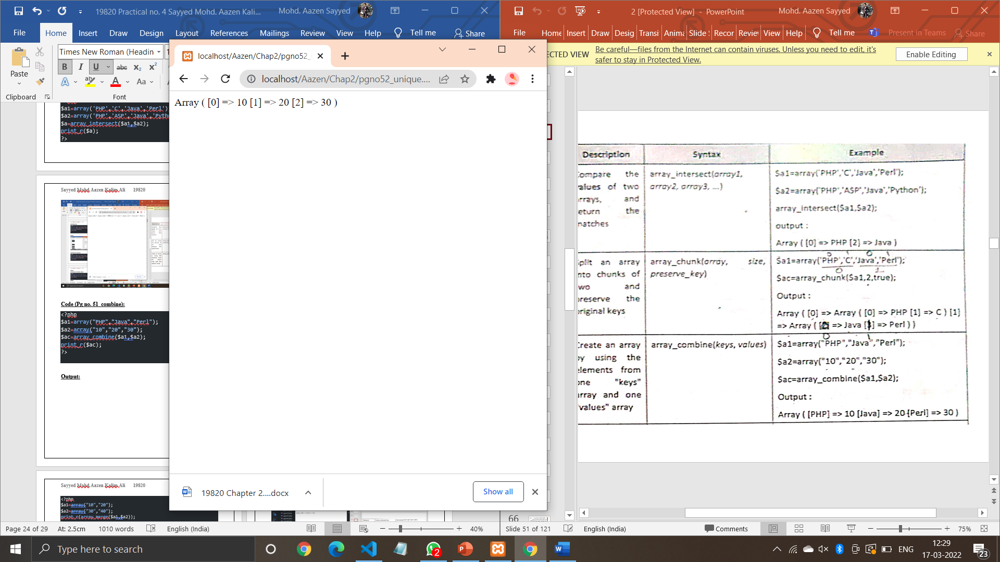 19820 Practical no. 4 Sayyed Mohd. Aazen Kali... Mohd. Aazen Sayyed
File Home Insert Draw Design Layout References Mailings Review View Help Tell me Share
Times New Roman (Headin
Paste
B I U abc x₂ x²
Aa
Clipboard Font
$a1=array('PHP','C','Java','Perl')
$a2=array('PHP','ASP','Java','Pytho
$a=array_intersect($a1,$a2);
print_r($a);
?>
Sayyed Mohd Aazen Kalim Ali 19820
Code (Pg no. 51 combine):
<?php
$a1=array("PHP","Java","Perl");
$a2=array("10","20","30");
$ac=array_combine($a1,$a2);
print_r($ac);
?>
Output:
Sayyed Mohd Aazen Kalim Ali 19820
<?php
$a1=array("10","20");
$a2=array("30","40");
print_r(array_merge($a1,$a2));
Page 24 of 29 At: 2.5cm 1010 words English (India) 40%
localhost/Aazen/Chap2/pgno52_
localhost/Aazen/Chap2/pgno52_unique....
Array ( [0] => 10 [1] => 20 [2] => 30 )
19820 Chapter 2....docx
Show all
2 [Protected View] - PowerPoint Mohd. Aazen Sayyed
File Home Insert Draw Desig Transi Anima Slide Recor Review View Help Tell me Present in Teams Share
ECTED VIEW Be careful—files from the Internet can contain viruses. Unless you need to edit, it's
safer to stay in Protected View.
Enable Editing
Description Syntax Example
ompare the
alues of two
rrays, and
eturn the
natches
array_intersect(array1,
array2, array3, ...)
$a1=array('PHP','C','Java','Perl');
$a2=array('PHP','ASP','Java','Python');
array_intersect($a1,$a2);
output :
Array ( [0] => PHP [2] => Java )
plit an array
nto chunks of
wo and
reserve the
riginal keys
array_chunk(array, size,
preserve_key)
$a1=array('PHP','C','Java','Perl');
$ac=array_chunk($a1,2,true);
Output :
Array ( [0] => Array ( [0] => PHP [1] => C ) [1]
=> Array ( [2] => Java [3] => Perl ) )
reate an array
y using the
lements from
ne "keys"
rray and one
values" array
array_combine(keys, values)
$a1=array("PHP","Java","Perl");
$a2=array("10","20","30");
$ac=array_combine($a1,$a2);
Output :
Array ( [PHP] => 10 [Java] => 20 [Perl] => 30 )
66
Slide 51 of 121 English (India) Comments 75%
Type here to search
2
ENG
12:29
17-03-2022
23